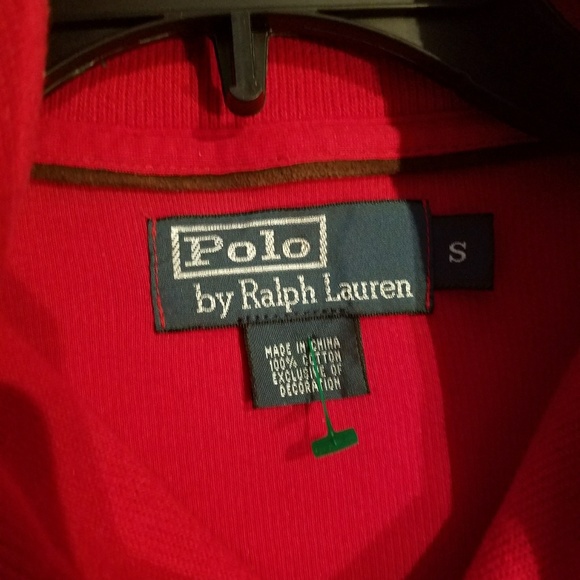 Polo
by Ralph Lauren
S
MADE IN CHINA
100% COTTON
EXCLUSIVE OF
DECORATION